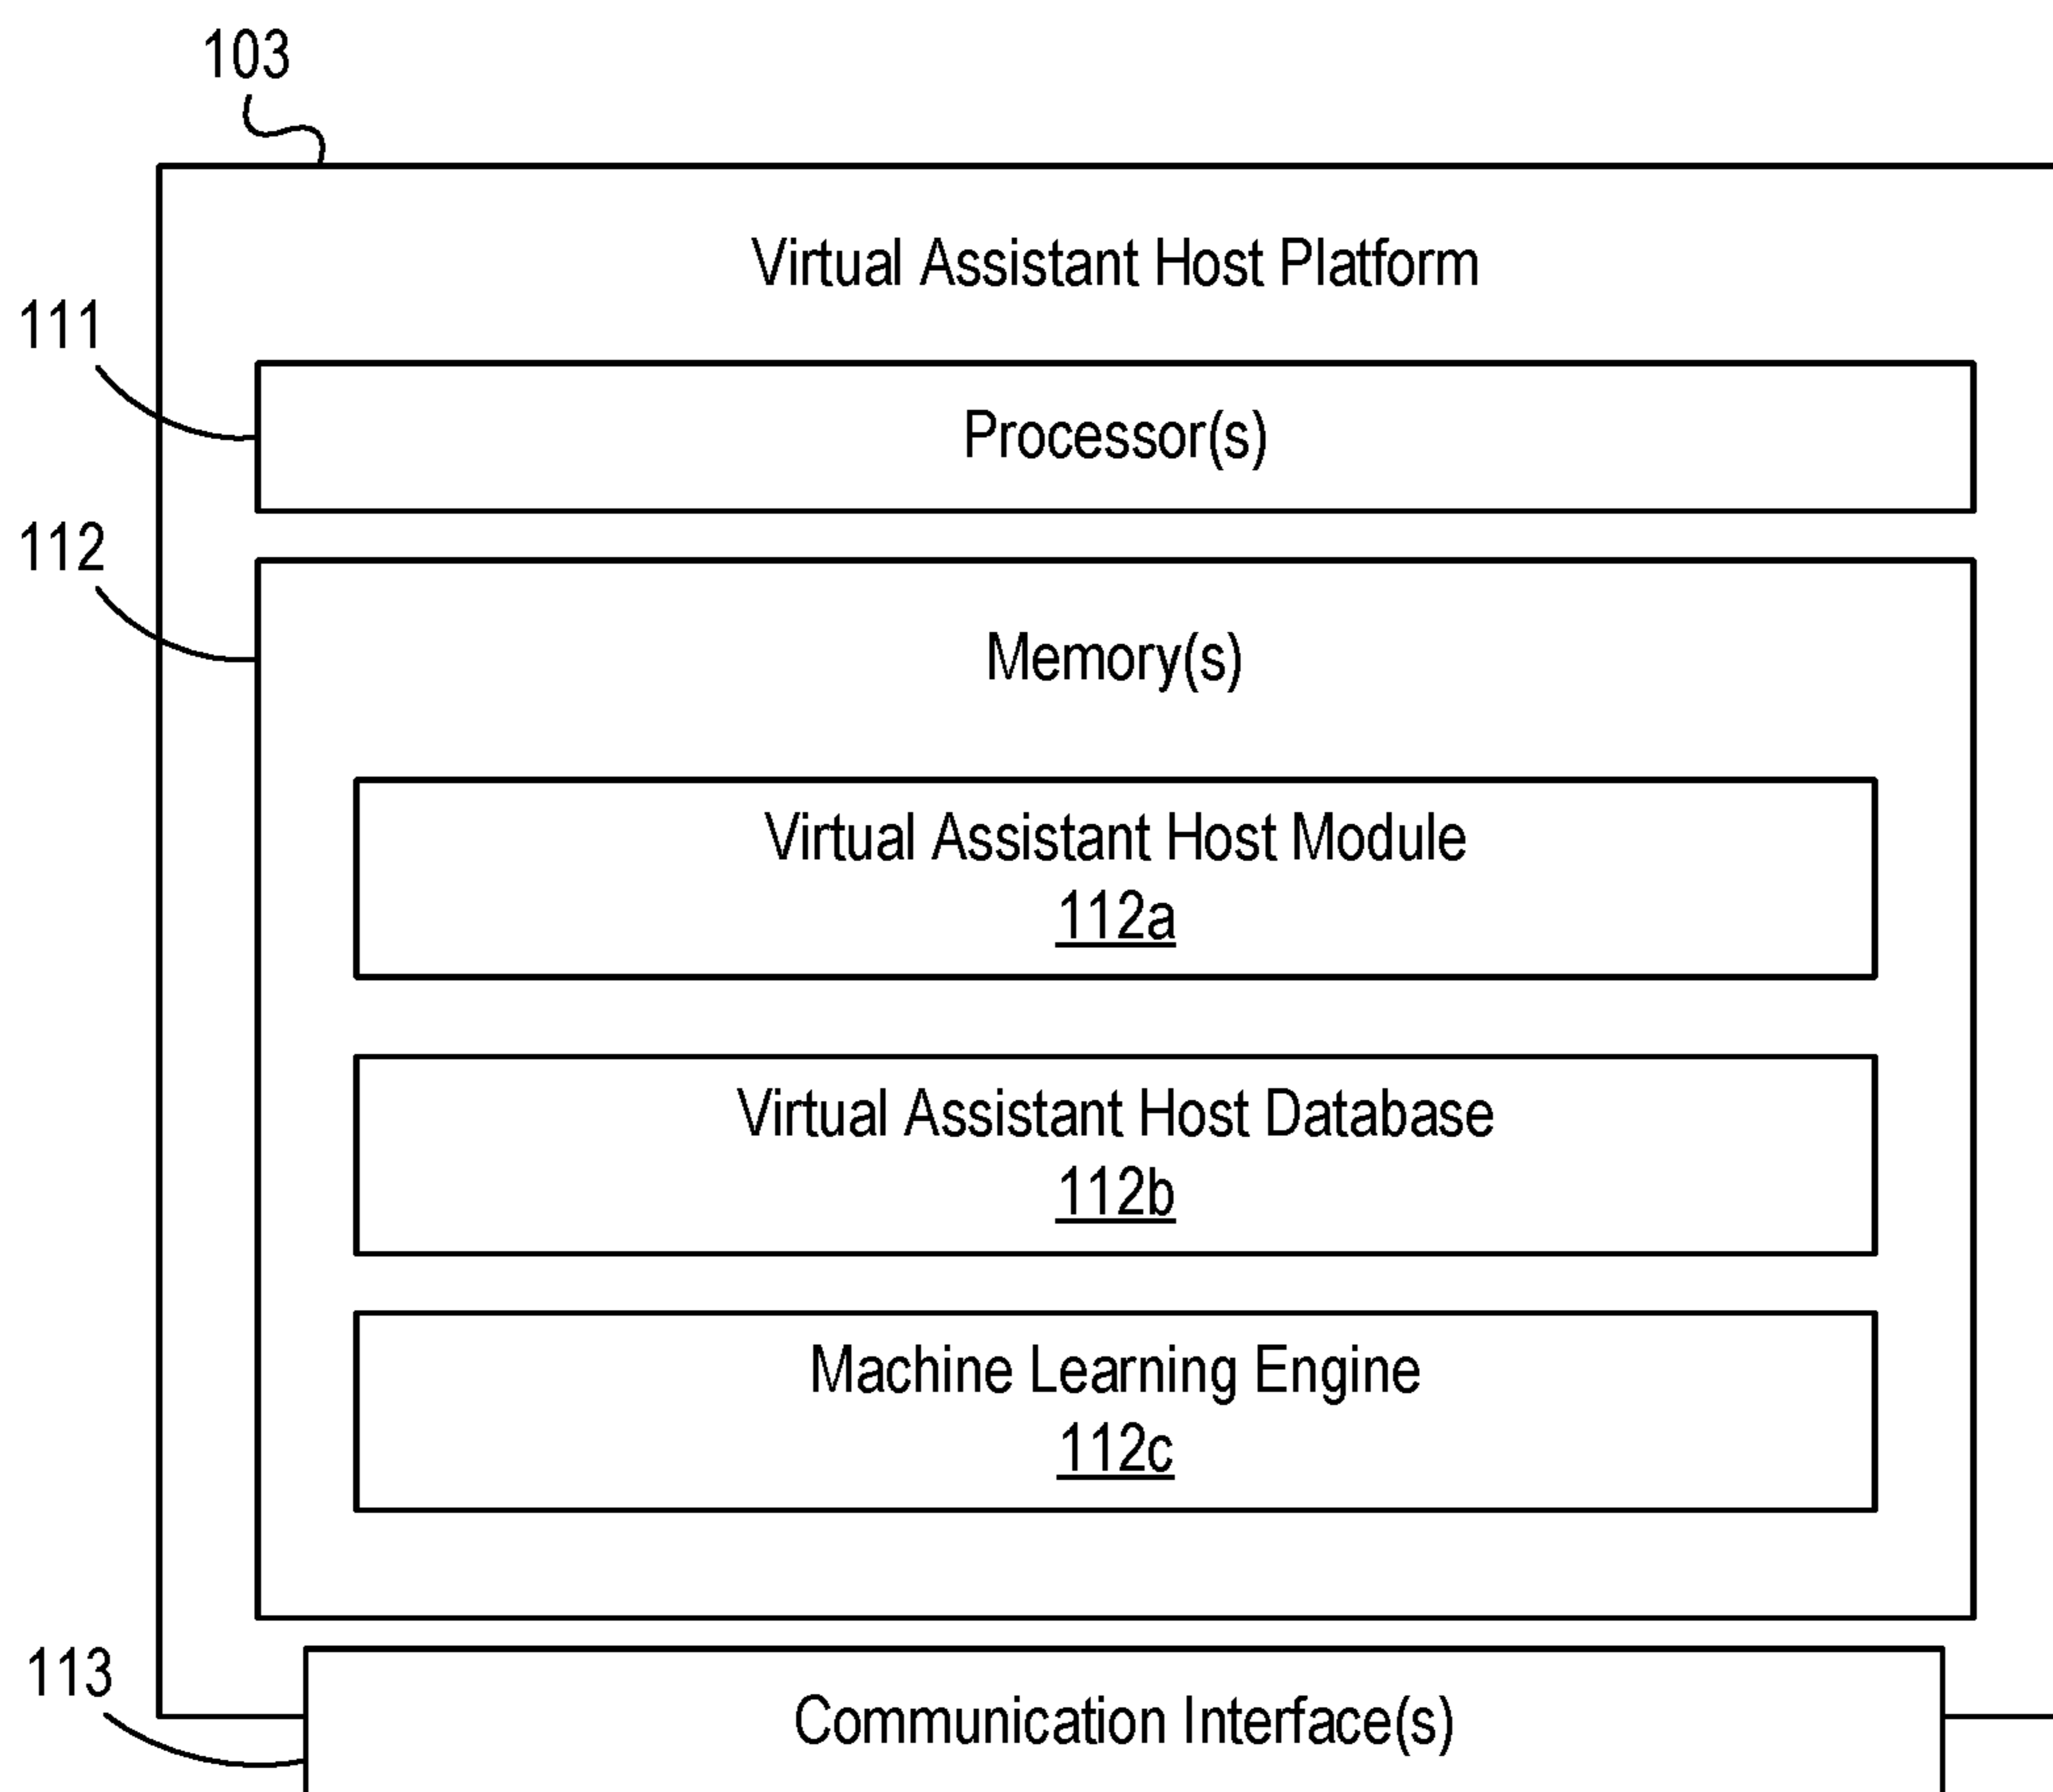 103
Virtual Assistant Host Platform
111
Processor(s)
112
Memory(s)
Virtual Assistant Host Module
112a
Virtual Assistant Host Database
112b
Machine Learning Engine
112c
113
Communication Interface(s)